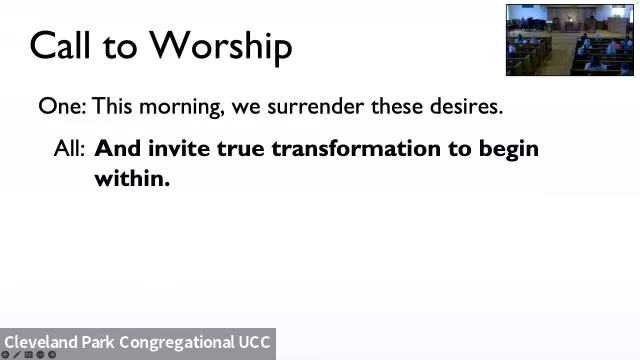 Call to Worship
One: This morning, we surrender these desires.
All: And invite true transformation to begin
within.
Cleveland Park Congregational UCC